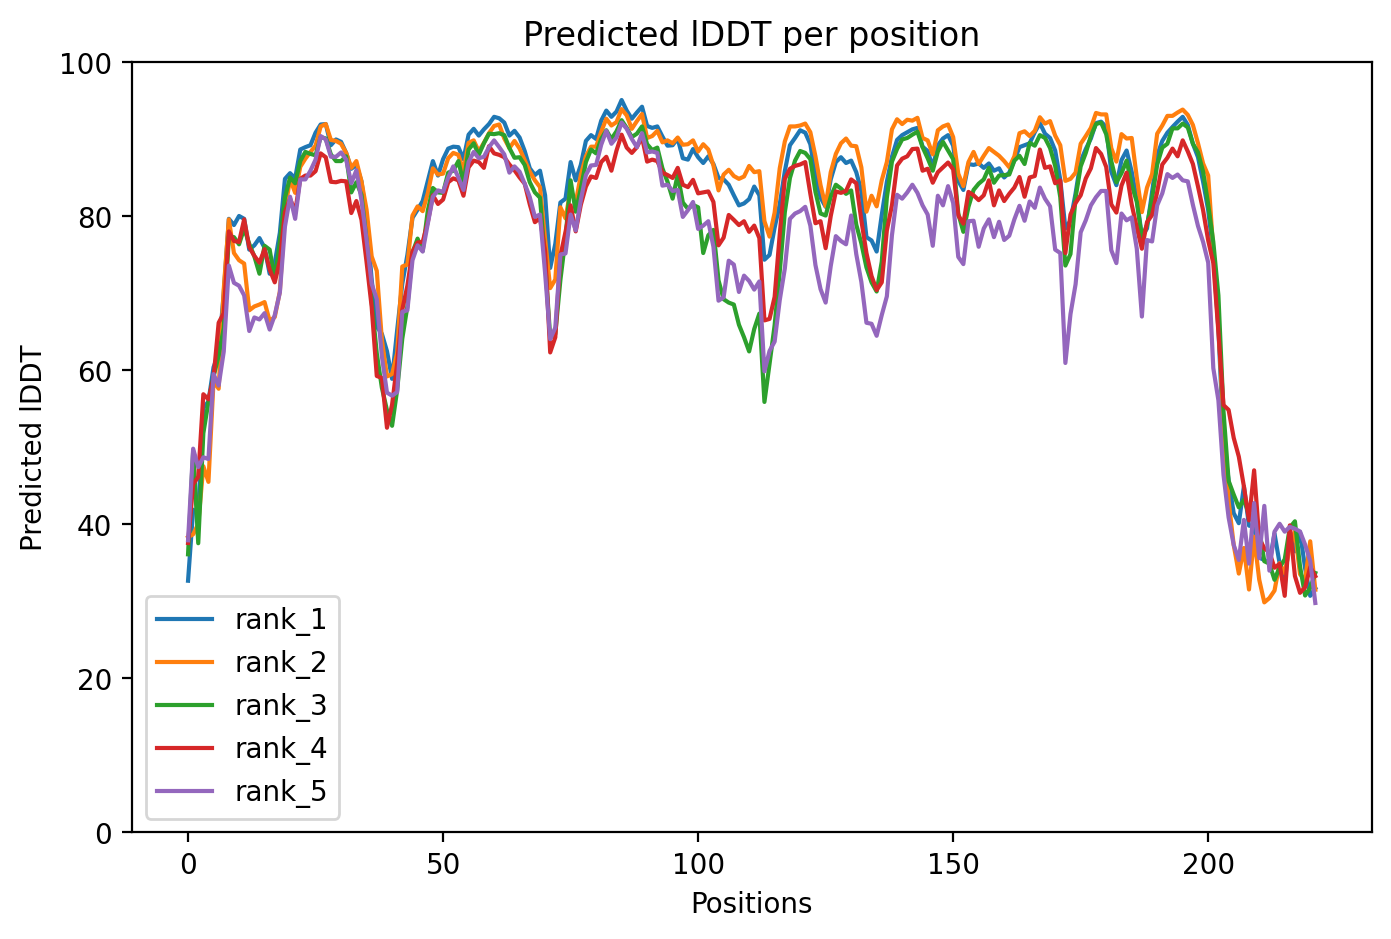 Predicted lDDT per position
100
80
60
40
20
0
Predicted lDDT
rank_1
rank_2
rank_3
rank_4
rank_5
0
50
100
150
200
Positions